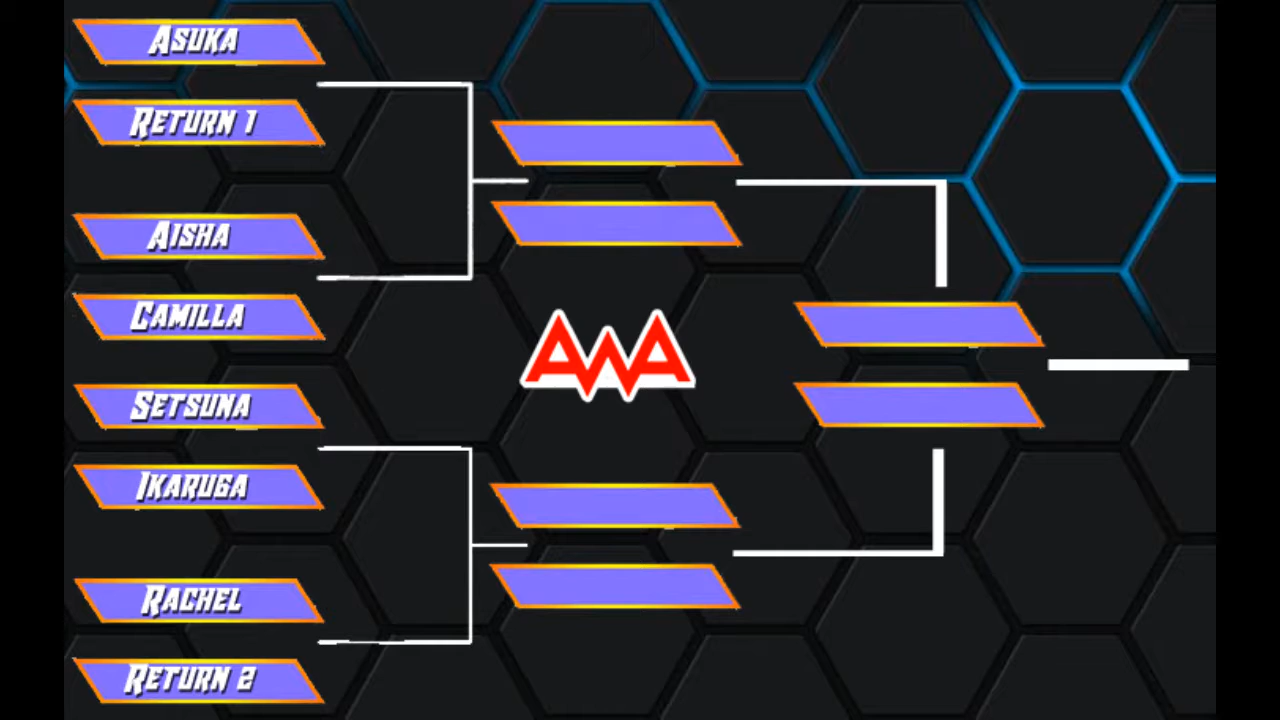 Asuka
Return 1
Aisha
Camilla
Setsuna
Ikaruga
Rachel
Return 2
AWA